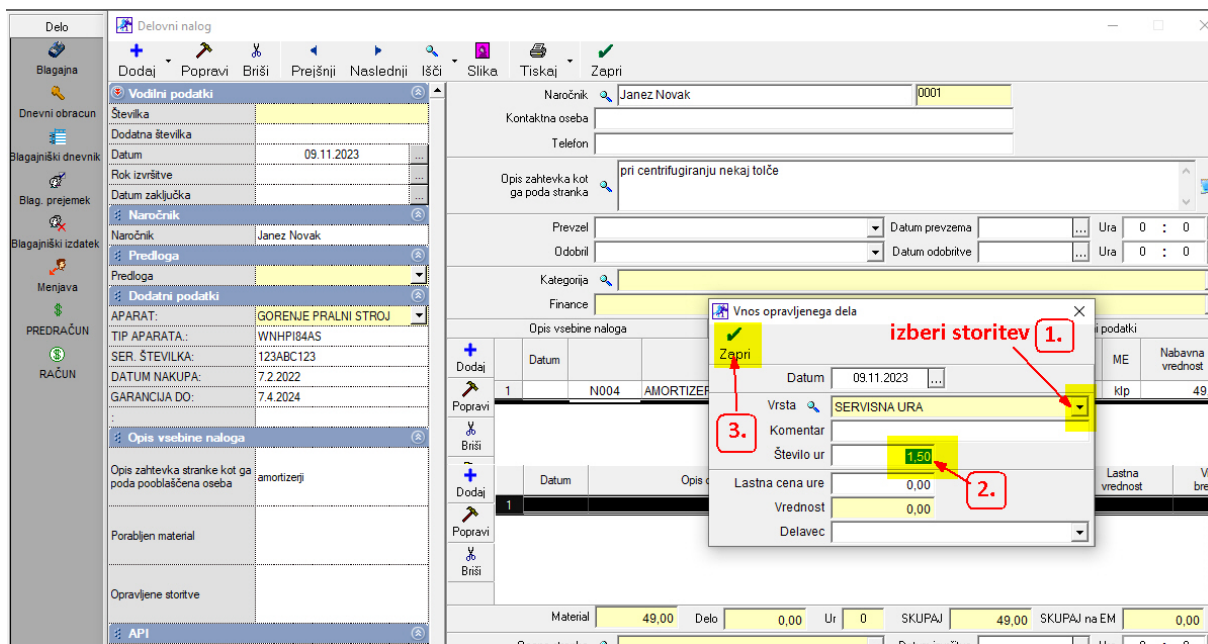 Delo
Blagajna
Dnevni obracun
Blagajniški dnevnik
Blag. prejemek
Blagajniški izdatek
Menjava
PREDRAČUN
RAČUN
Delovni nalog
Dodaj Popravi Briši Prejšnji Naslednji Išči Slika Tiskaj Zapri
Vodilni podatki
Številka
Dodatna številka
Datum 09.11.2023 ...
Rok izvršitve ...
Datum zaključka ...
Naročnik
Naročnik Janez Novak
Predloga
Predloga
Dodatni podatki
APARAT: GORENJE PRALNI STROJ
TIP APARATA.: WNHPI84AS
SER. ŠTEVILKA: 123ABC123
DATUM NAKUPA: 7.2.2022
GARANCIJA DO: 7.4.2024
:
Opis vsebine naloga
Opis zahtevka stranke kot ga
poda pooblaščena oseba
amortizerji
Porabljen material
Opravljene storitve
API
Naročnik Janez Novak 0001
Kontaktna oseba
Telefon
Opis zahtevka kot
ga poda stranka
pri centrifugiranju nekaj tolče
Prevzel Datum prevzema ... Ura 0 : 0
Odobril Datum odobritve ... Ura 0 : 0
Kategorija
Finance
Opis vsebine naloga
i podatki
Dodaj
Popravi
Briši
Datum
ME
Nabavna
vrednost
1 N004 AMORTIZER
klp 49
Dodaj
Popravi
Briši
Datum
Opis
Lastna
vrednost
V
bre
1
Vnos opravljenega dela
Zapri
izberi storitev 1.
Datum 09.11.2023 ...
Vrsta SERVISNA URA
3.
Komentar
Število ur 1,50
2.
Lastna cena ure 0,00
Vrednost 0,00
Delavec
Material 49,00 Delo 0,00 Ur 0 SKUPAJ 49,00 SKUPAJ na EM 0,00